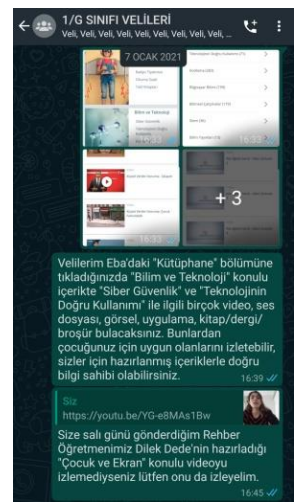 1/G SINIFI VELİLERİ
Veli, Veli, Veli, Veli, Veli, Veli, Veli, Veli, ...
7 OCAK 2021
Bilim ve Teknoloji
16:33
16:33
16:33
+ 3
Velilerim Eba'daki "Kütüphane" bölümüne
tıkladığınızda "Bilim ve Teknoloji" konulu
içerikte "Siber Güvenlik" ve "Teknolojinin
Doğru Kullanımı" ile ilgili birçok video, ses
dosyası, görsel, uygulama, kitap/dergi/
broşür bulacaksınız. Bunlardan
çocuğunuz için uygun olanlarını izletebilir,
sizler için hazırlanmış içeriklerle doğru
bilgi sahibi olabilirsiniz.
16:39
Siz
https://youtu.be/YG-e8MAs1Bw
Size salı günü gönderdiğim Rehber
Öğretmenimiz Dilek Dede'nin hazırladığı
"Çocuk ve Ekran" konulu videoyu
izlemediyseniz lütfen onu da izleyelim.
16:45